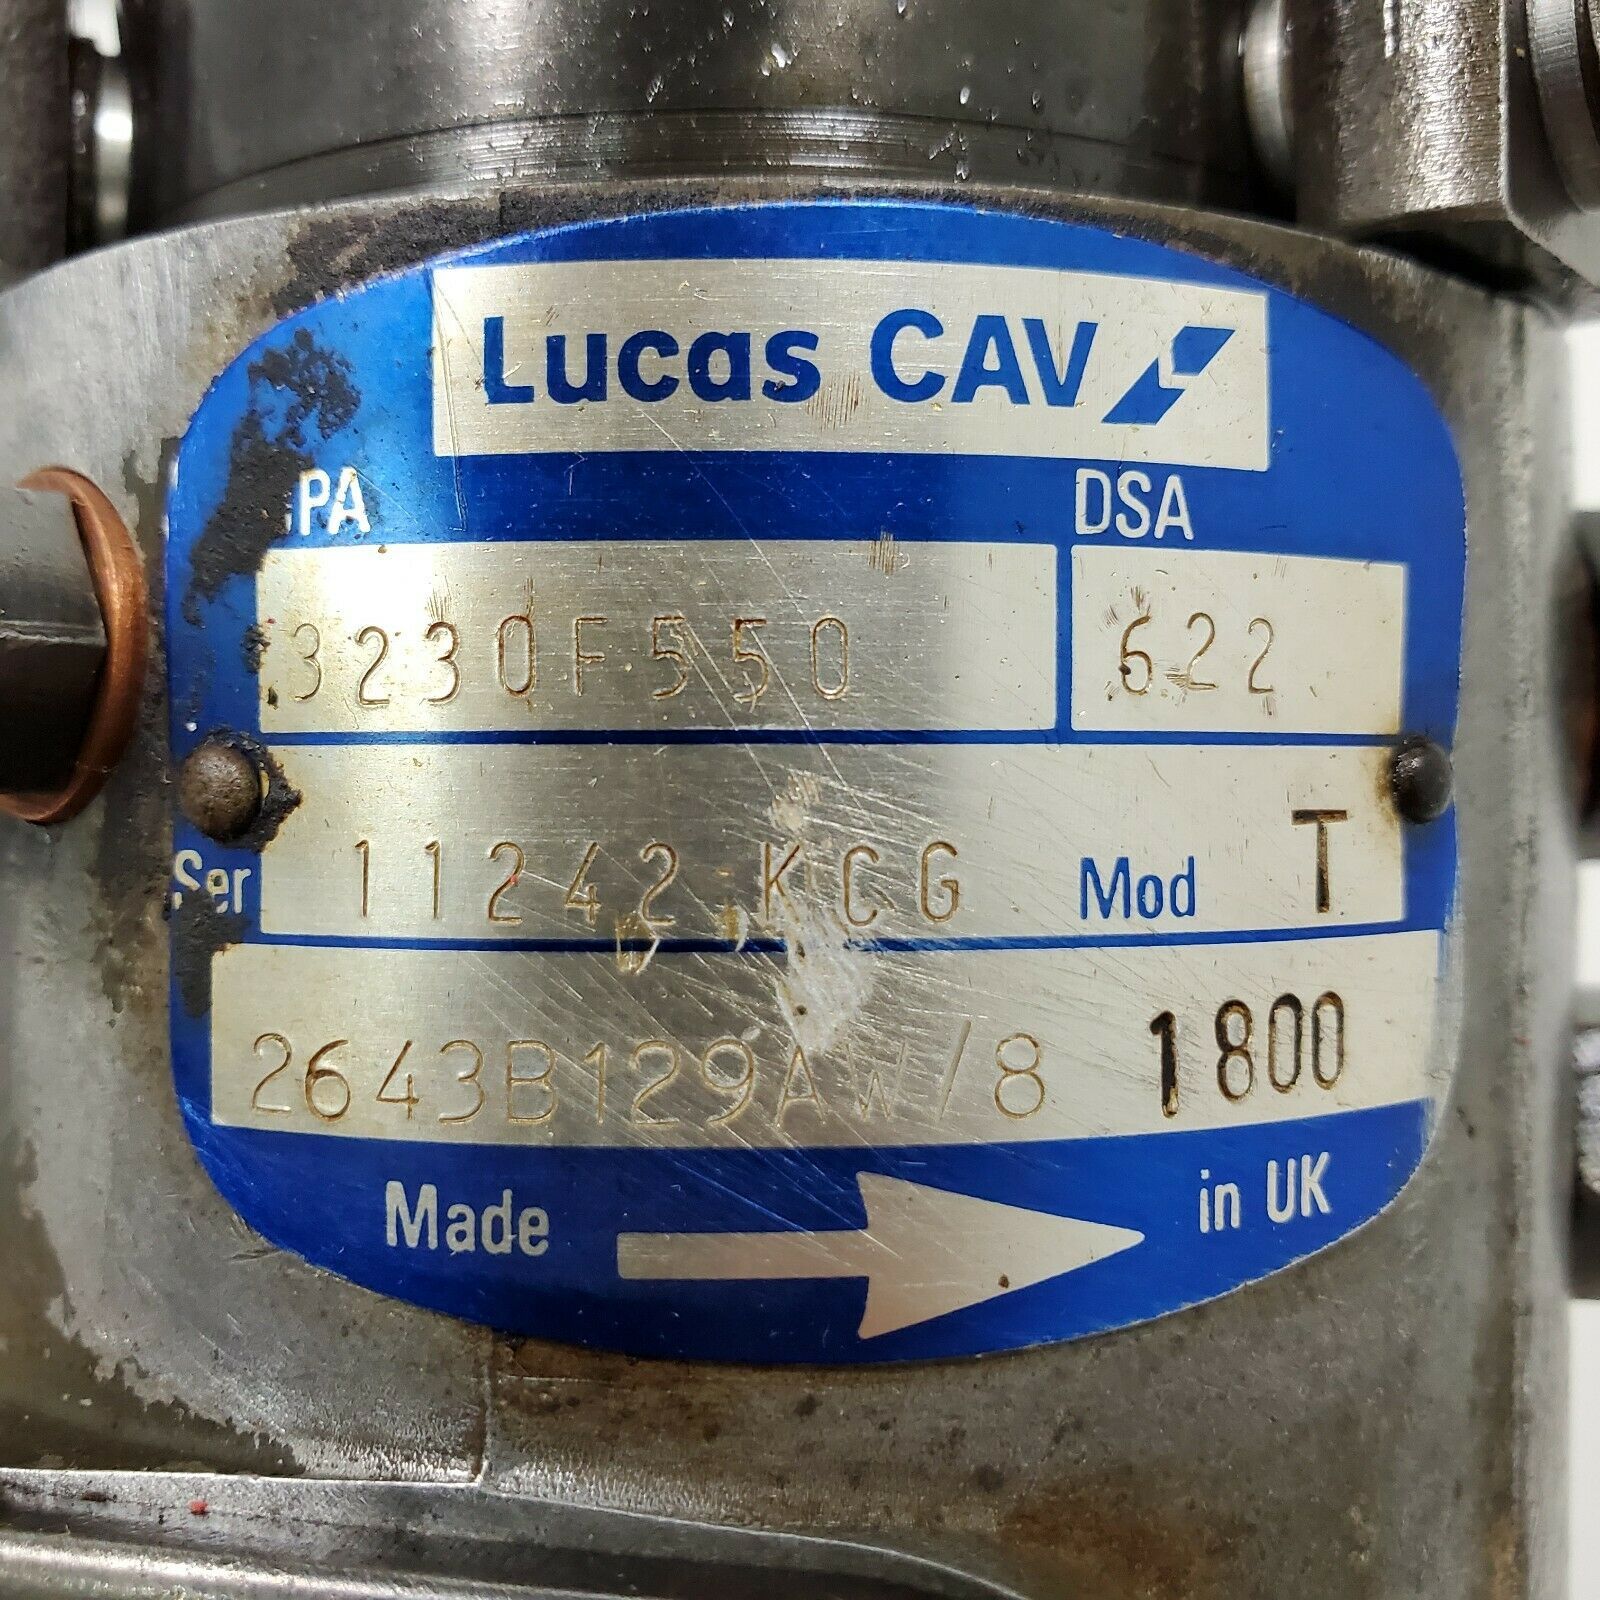 Lucas CAV
PA DSA
3230F550 622
Ser 11242 KCG Mod T
2643B129AW/8 1800
Made in UK